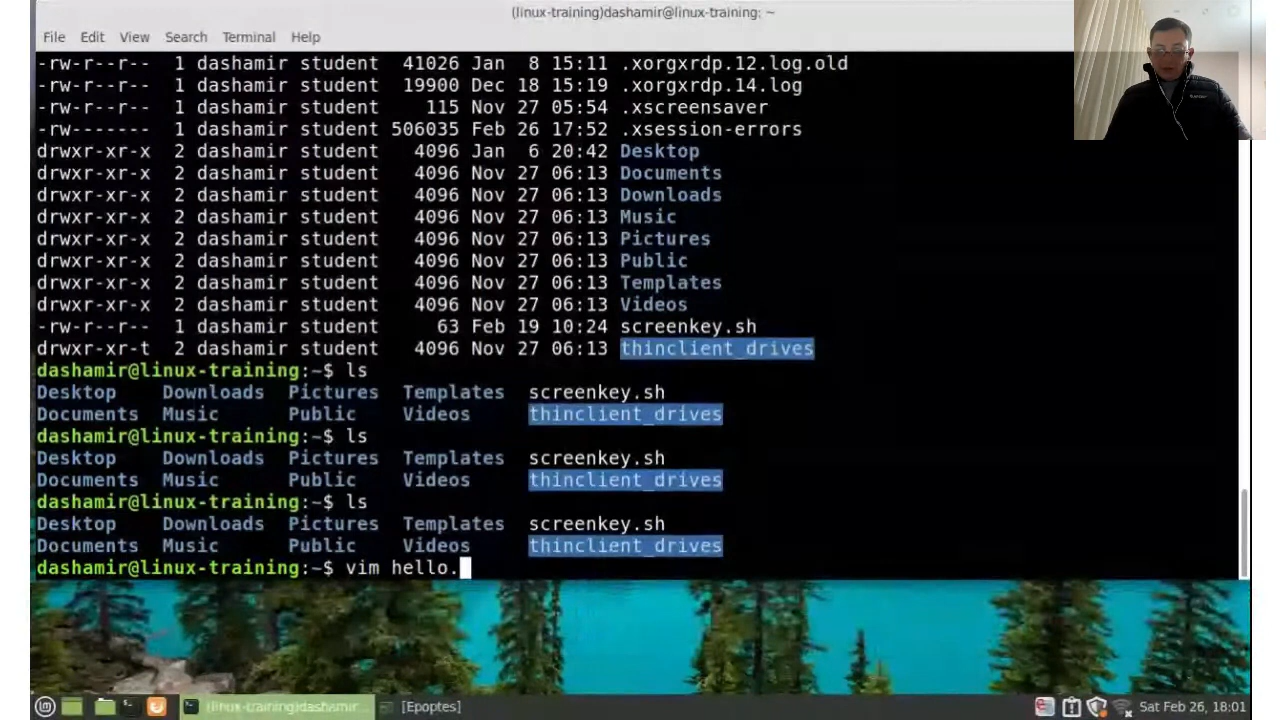 (linux-training)dashamir@linux-training: ~
File Edit View Search Terminal Help
-rw-r--r-- 1 dashamir student 41026 Jan 8 15:11 .xorgxrdp.12.log.old
-rw-r--r-- 1 dashamir student 19900 Dec 18 15:19 .xorgxrdp.14.log
-rw-r--r-- 1 dashamir student 115 Nov 27 05:54 .xscreensaver
-rw------- 1 dashamir student 506035 Feb 26 17:52 .xsession-errors
drwxr-xr-x 2 dashamir student 4096 Jan 6 20:42 Desktop
drwxr-xr-x 2 dashamir student 4096 Nov 27 06:13 Documents
drwxr-xr-x 2 dashamir student 4096 Nov 27 06:13 Downloads
drwxr-xr-x 2 dashamir student 4096 Nov 27 06:13 Music
drwxr-xr-x 2 dashamir student 4096 Nov 27 06:13 Pictures
drwxr-xr-x 2 dashamir student 4096 Nov 27 06:13 Public
drwxr-xr-x 2 dashamir student 4096 Nov 27 06:13 Templates
drwxr-xr-x 2 dashamir student 4096 Nov 27 06:13 Videos
-rw-r--r-- 1 dashamir student 63 Feb 19 10:24 screenkey.sh
drwxr-xr-t 2 dashamir student 4096 Nov 27 06:13 thinclient_drives
dashamir@linux-training:~$ ls
Desktop Downloads Pictures Templates screenkey.sh
Documents Music Public Videos thinclient_drives
dashamir@linux-training:~$ ls
Desktop Downloads Pictures Templates screenkey.sh
Documents Music Public Videos thinclient_drives
dashamir@linux-training:~$ ls
Desktop Downloads Pictures Templates screenkey.sh
Documents Music Public Videos thinclient_drives
dashamir@linux-training:~$ vim hello.
(linux-training)dashamir... [Epoptes] Sat Feb 26, 18:01